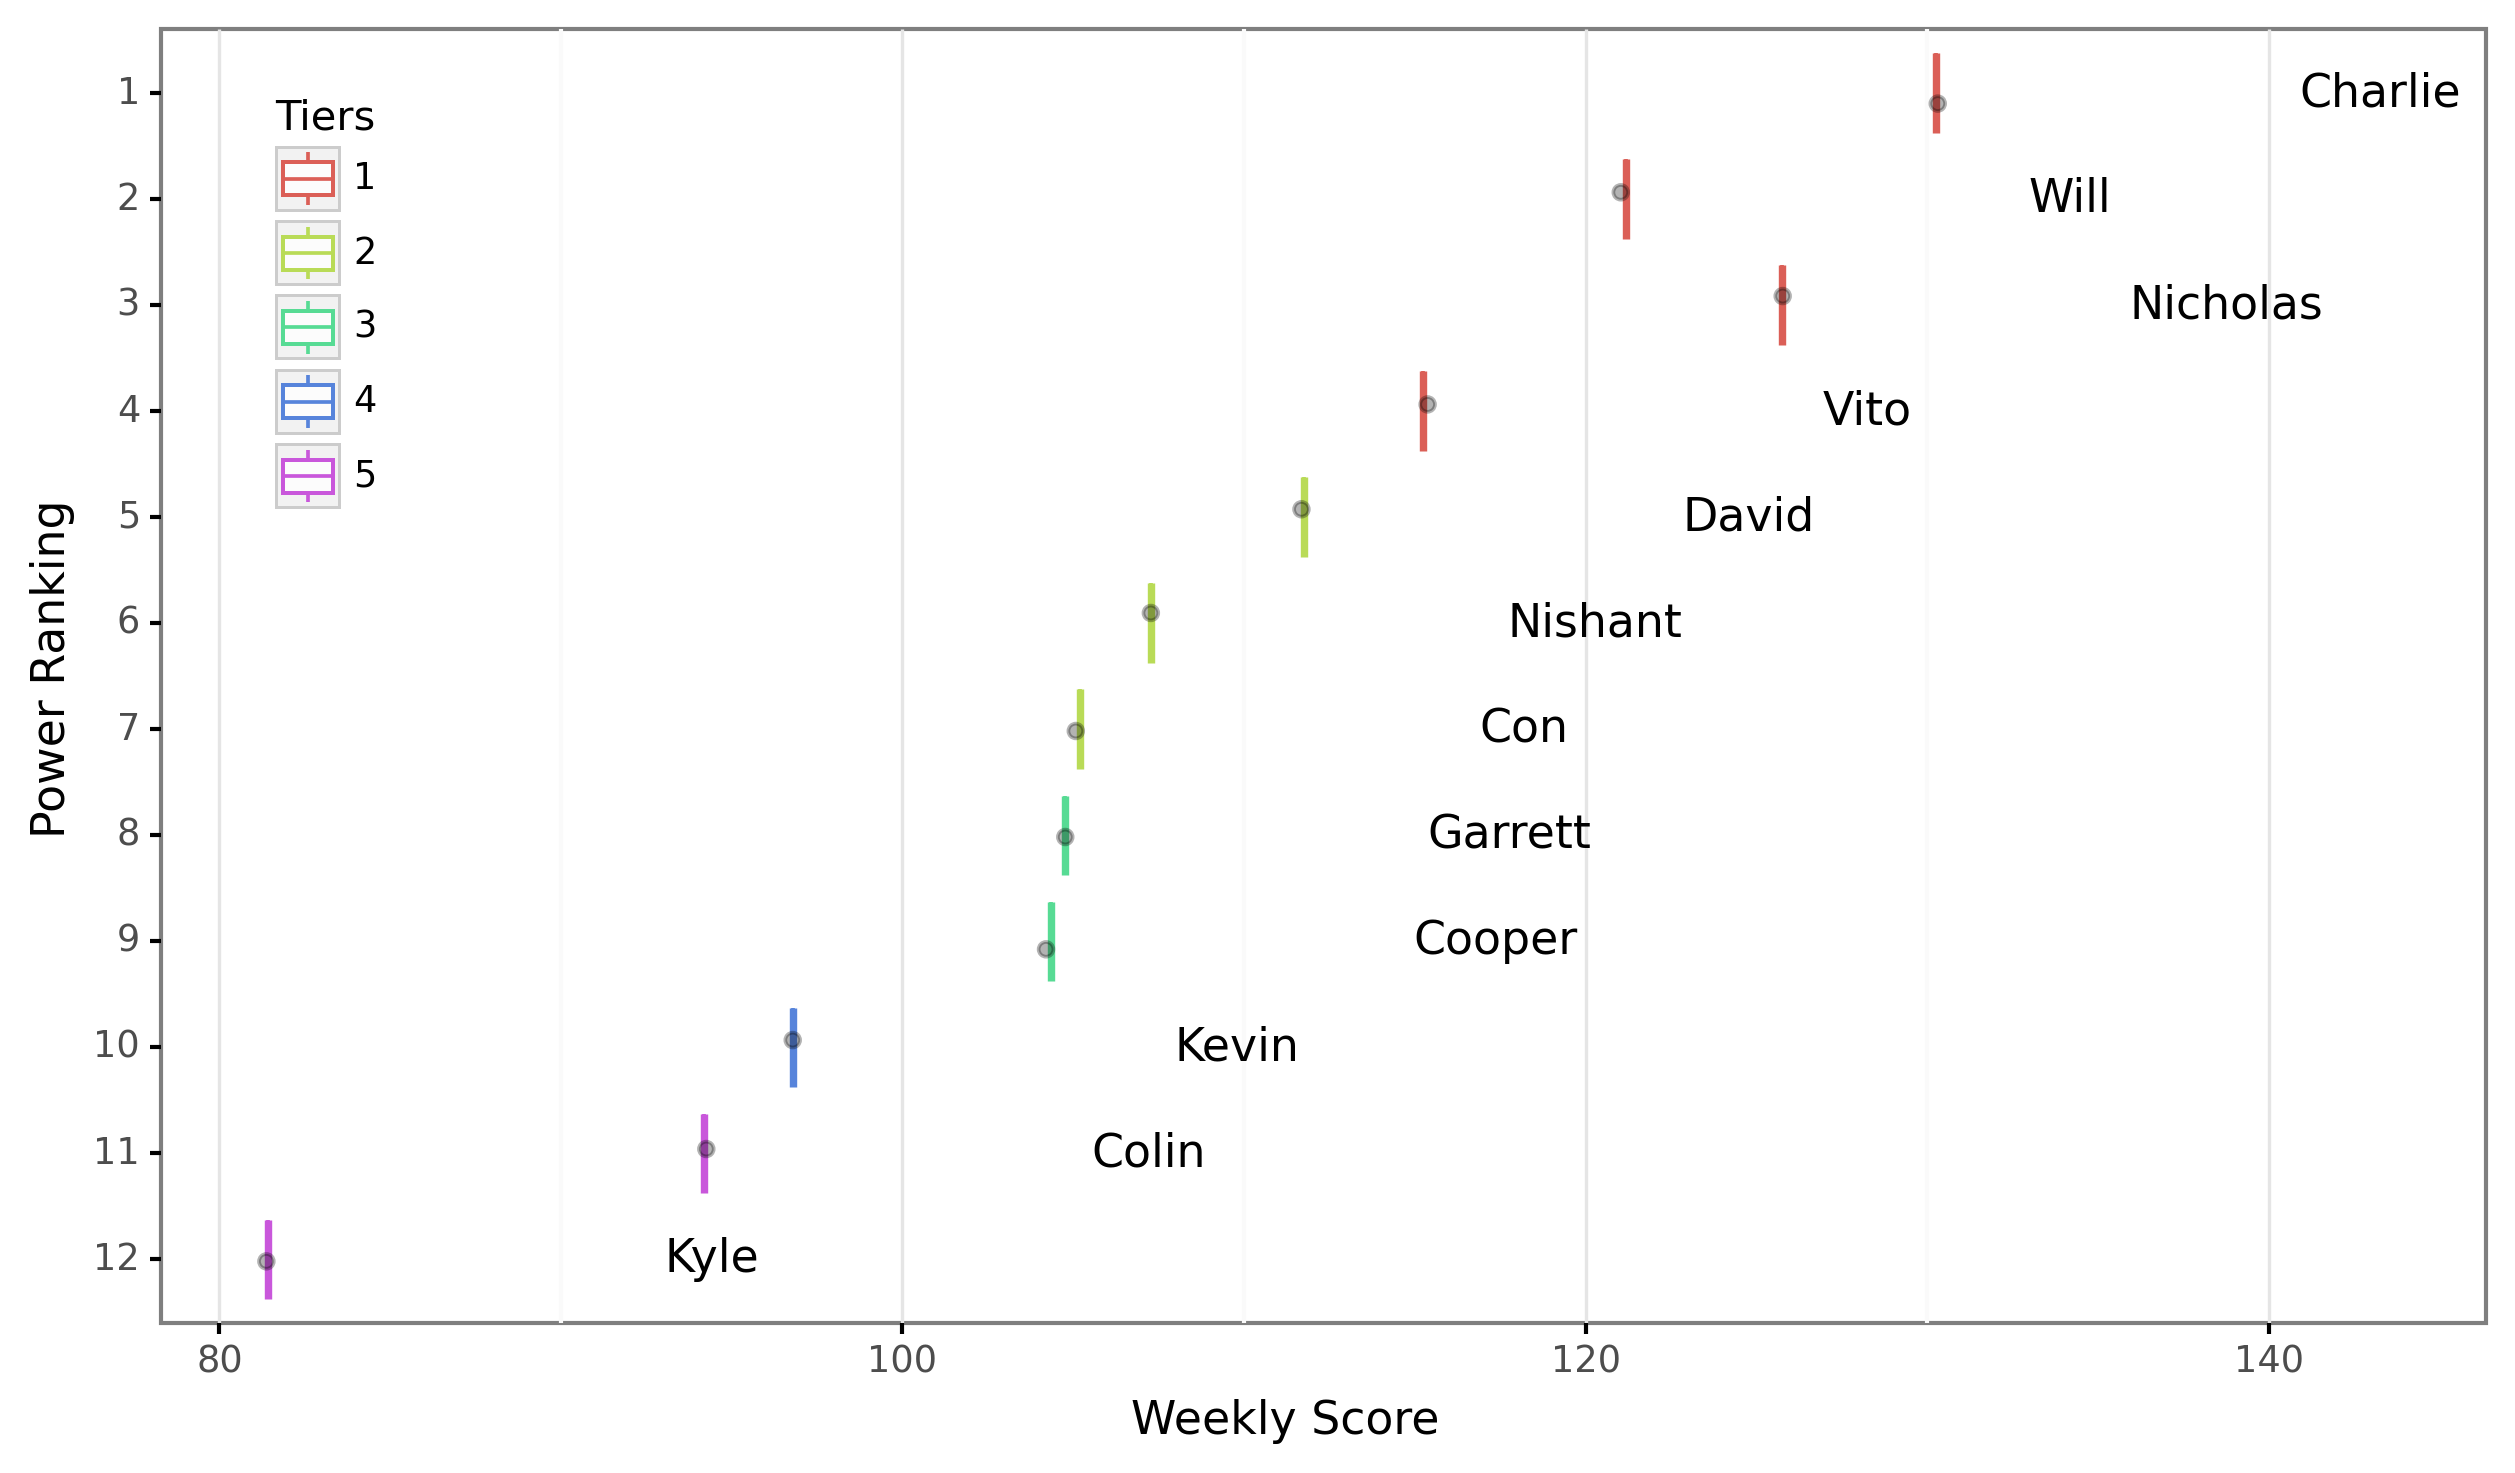 Power Ranking
1
2
3
4
5
6
7
8
9
10
11
12
Tiers
1
2
3
4
5
Charlie
Will
Nicholas
Vito
David
Nishant
Con
Garrett
Cooper
Kevin
Colin
Kyle
80 100 120 140
Weekly Score